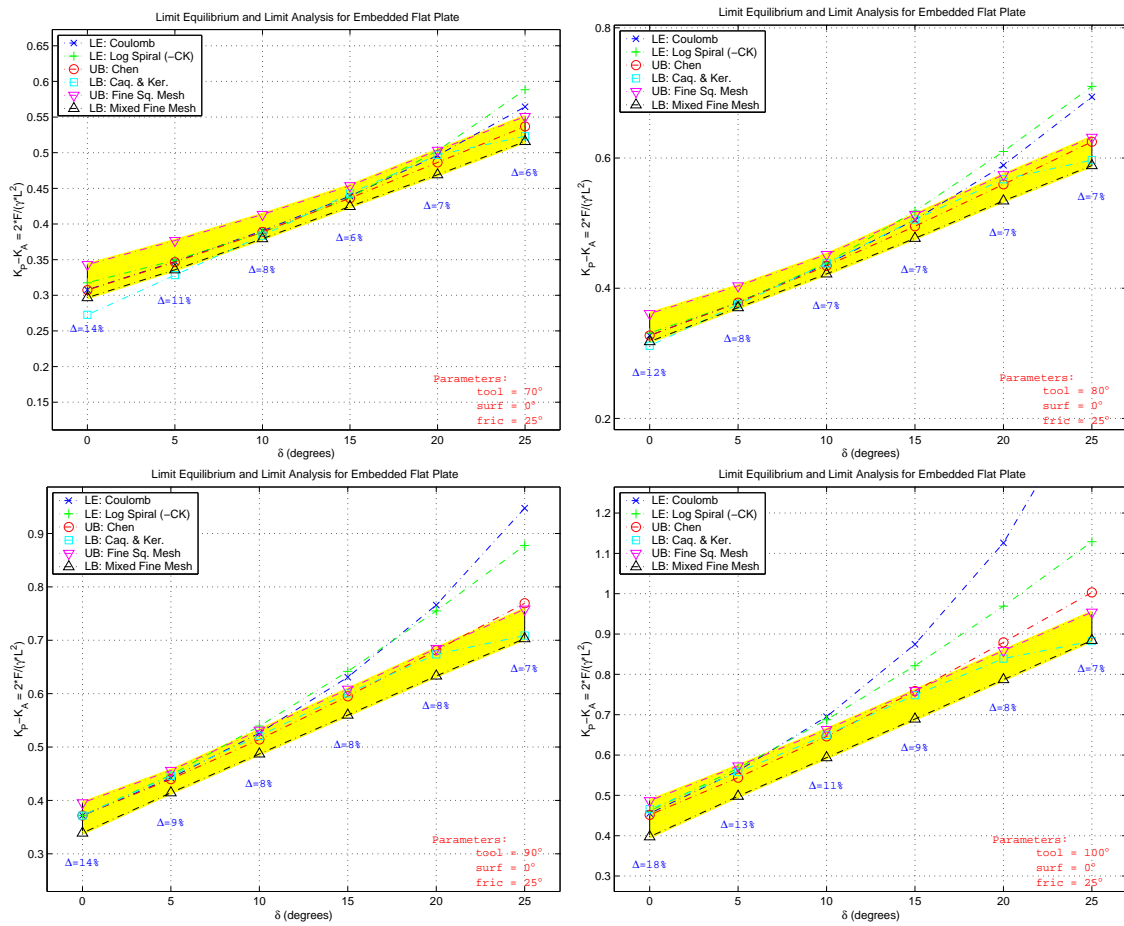 Limit Equilibrium and Limit Analysis for Embedded Flat Plate
LE: Coulomb
LE: Log Spiral (−CK)
UB: Chen
LB: Caq. & Ker.
UB: Fine Sq. Mesh
LB: Mixed Fine Mesh
0.65
0.6
0.55
0.5
0.45
0.4
0.35
0.3
0.25
0.2
0.15
K_P−K_A = 2*F/(γ*L²)
Δ=14%
Δ=11%
Δ=8%
Δ=6%
Δ=7%
Δ=6%
Parameters:
tool = 70°
surf = 0°
fric = 25°
0 5 10 15 20 25
δ (degrees)
Limit Equilibrium and Limit Analysis for Embedded Flat Plate
LE: Coulomb
LE: Log Spiral (−CK)
UB: Chen
LB: Caq. & Ker.
UB: Fine Sq. Mesh
LB: Mixed Fine Mesh
0.8
0.6
0.4
0.2
K_P−K_A = 2*F/(γ*L²)
Δ=12%
Δ=8%
Δ=7%
Δ=7%
Δ=7%
Δ=7%
Parameters:
tool = 80°
surf = 0°
fric = 25°
0 5 10 15 20 25
δ (degrees)
Limit Equilibrium and Limit Analysis for Embedded Flat Plate
LE: Coulomb
LE: Log Spiral (−CK)
UB: Chen
LB: Caq. & Ker.
UB: Fine Sq. Mesh
LB: Mixed Fine Mesh
0.9
0.8
0.7
0.6
0.5
0.4
0.3
K_P−K_A = 2*F/(γ*L²)
Δ=14%
Δ=9%
Δ=8%
Δ=8%
Δ=8%
Δ=7%
Parameters:
tool = 90°
surf = 0°
fric = 25°
0 5 10 15 20 25
δ (degrees)
Limit Equilibrium and Limit Analysis for Embedded Flat Plate
LE: Coulomb
LE: Log Spiral (−CK)
UB: Chen
LB: Caq. & Ker.
UB: Fine Sq. Mesh
LB: Mixed Fine Mesh
1.2
1.1
1
0.9
0.8
0.7
0.6
0.5
0.4
0.3
K_P−K_A = 2*F/(γ*L²)
Δ=18%
Δ=13%
Δ=11%
Δ=9%
Δ=8%
Δ=7%
Parameters:
tool = 100°
surf = 0°
fric = 25°
0 5 10 15 20 25
δ (degrees)